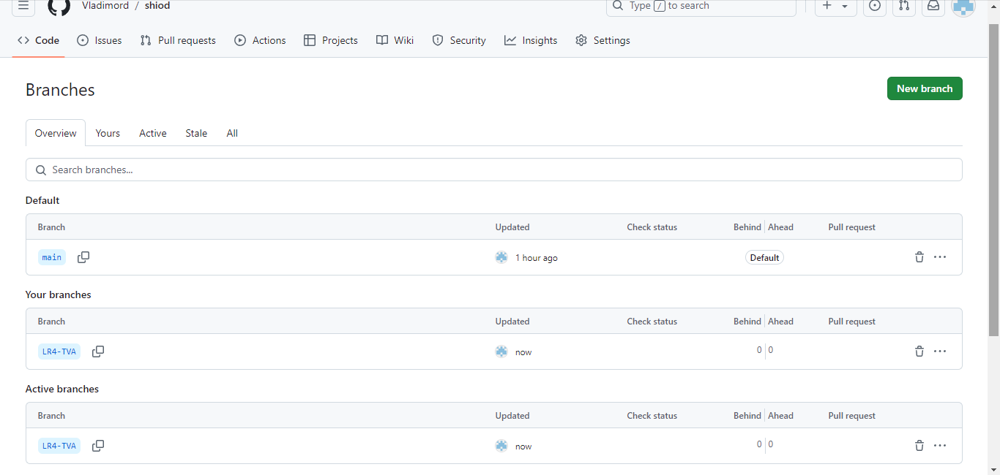 Vladimord / shiod
Type / to search
Code Issues Pull requests Actions Projects Wiki Security Insights Settings
Branches
New branch
Overview Yours Active Stale All
Search branches...
Default
Branch Updated Check status Behind Ahead Pull request
main 1 hour ago Default
Your branches
Branch Updated Check status Behind Ahead Pull request
LR4-TVA now 0 0
Active branches
Branch Updated Check status Behind Ahead Pull request
LR4-TVA now 0 0